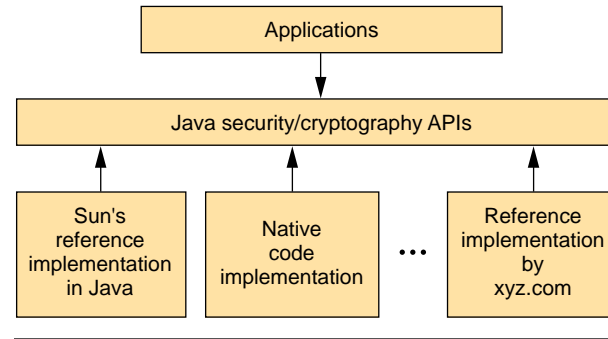 Applications
Java security/cryptography APIs
Sun's
reference
implementation
in Java
Native
code
implementation
...
Reference
implementation
by
xyz.com